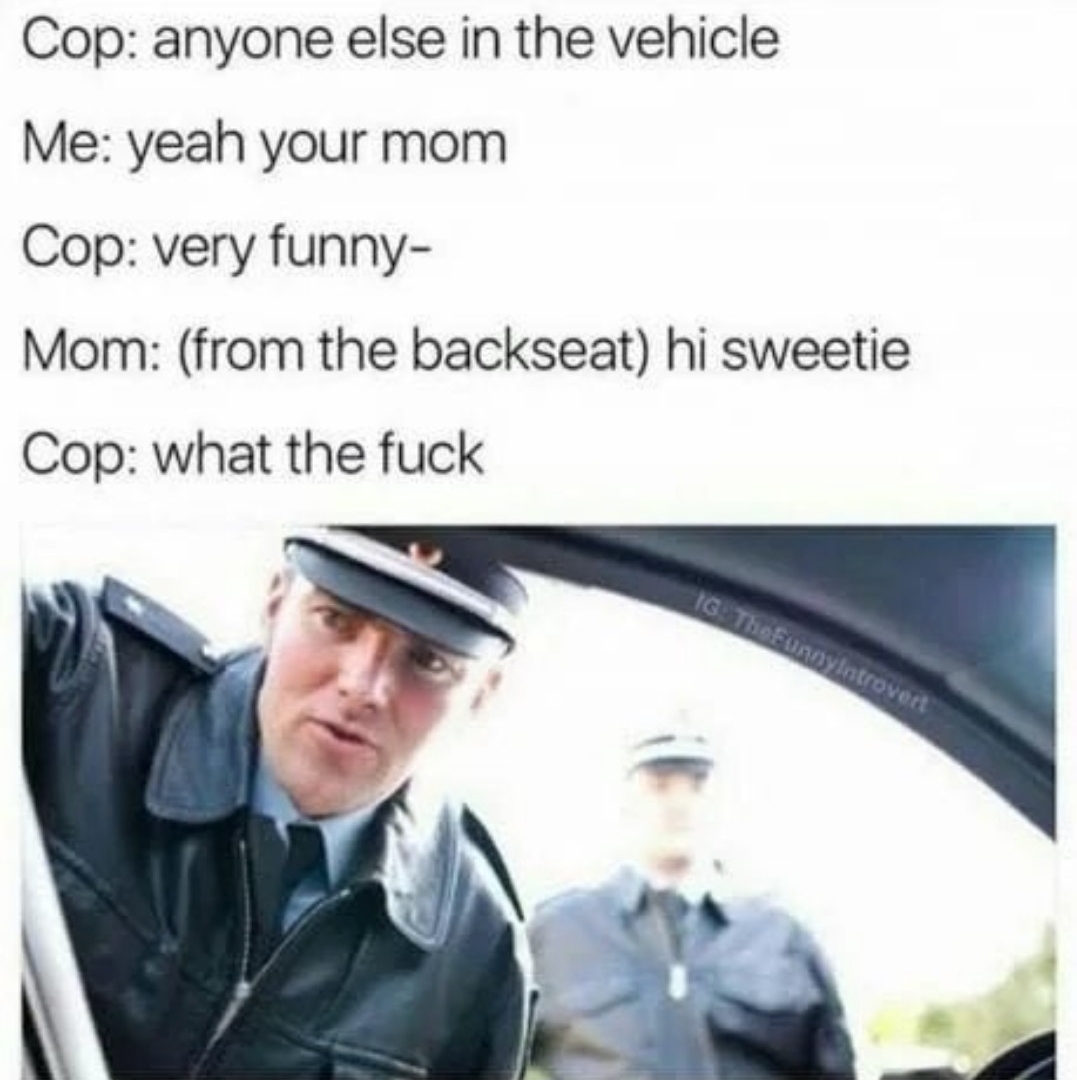 Cop: anyone else in the vehicle
Me: yeah your mom
Cop: very funny-
Mom: (from the backseat) hi sweetie
Cop: what the fuck
IG: TheFunnyIntrovert